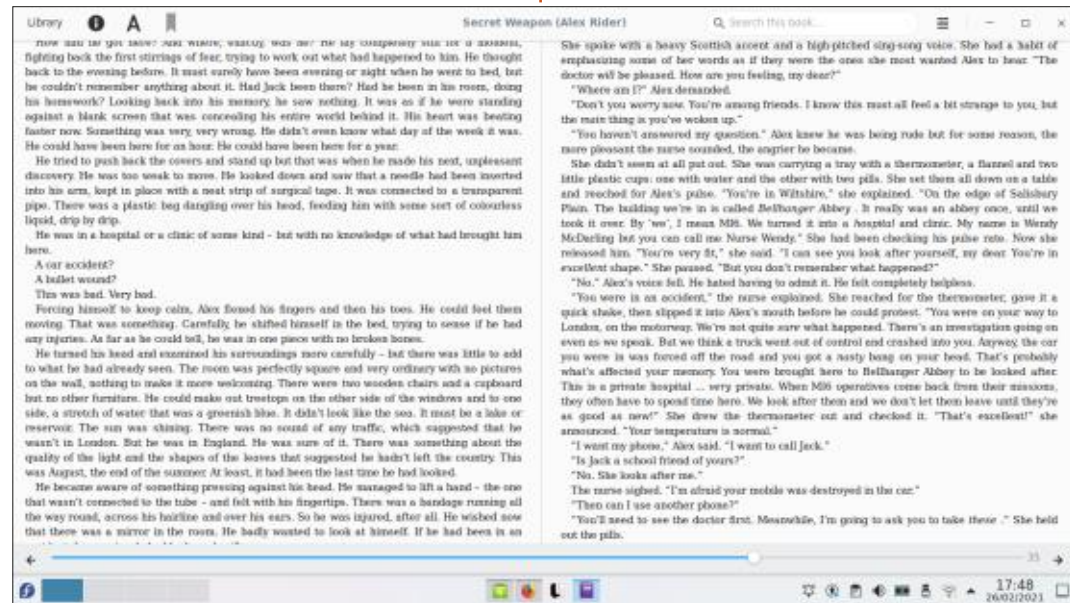 Library
Secret Weapon (Alex Rider)
Search this book...
How had he got here? And where, exactly, was he? He lay completely still for a moment,
fighting back the first stirrings of fear, trying to work out what had happened to him. He thought
back to the evening before. It must surely have been evening or night when he went to bed, but
he couldn't remember anything about it. Had Jack been there? Had he been in his room, doing
his homework? Looking back into his memory, he saw nothing. It was as if he were standing
against a blank screen that was concealing his entire world behind it. His heart was beating
faster now. Something was very, very wrong. He didn't even know what day of the week it was.
He could have been here for an hour. He could have been here for a year.
He tried to push back the covers and stand up but that was when he made his next, unpleasant
discovery. He was too weak to move. He looked down and saw that a needle had been inserted
into his arm, kept in place with a neat strip of surgical tape. It was connected to a transparent
pipe. There was a plastic bag dangling over his head, feeding him with some sort of colourless
liquid, drip by drip.
He was in a hospital or a clinic of some kind – but with no knowledge of what had brought him
here.
A car accident?
A bullet wound?
This was bad. Very bad.
Forcing himself to keep calm, Alex flexed his fingers and then his toes. He could feel them
moving. That was something. Carefully, he shifted himself in the bed, trying to sense if he had
any injuries. As far as he could tell, he was in one piece with no broken bones.
He turned his head and examined his surroundings more carefully – but there was little to add
to what he had already seen. The room was perfectly square and very ordinary with no pictures
on the wall, nothing to make it more welcoming. There were two wooden chairs and a cupboard
but no other furniture. He could make out treetops on the other side of the windows and to one
side, a stretch of water that was a greenish blue. It didn't look like the sea. It must be a lake or
reservoir. The sun was shining. There was no sound of any traffic, which suggested that he
wasn't in London. But he was in England. He was sure of it. There was something about the
quality of the light and the shapes of the leaves that suggested he hadn't left the country. This
was August, the end of the summer. At least, it had been the last time he had looked.
He became aware of something pressing against his head. He managed to lift a hand – the one
that wasn't connected to the tube – and felt with his fingertips. There was a bandage running all
the way round, across his hairline and over his ears. So he was injured, after all. He wished now
that there was a mirror in the room. He badly wanted to look at himself. If he had been in an
She spoke with a heavy Scottish accent and a high-pitched sing-song voice. She had a habit of
emphasizing some of her words as if they were the ones she most wanted Alex to hear. "The
doctor will be pleased. How are you feeling, my dear?"
"Where am I?" Alex demanded.
"Don't you worry now. You're among friends. I know this must all feel a bit strange to you, but
the main thing is you've woken up."
"You haven't answered my question." Alex knew he was being rude but for some reason, the
more pleasant the nurse sounded, the angrier he became.
She didn't seem at all put out. She was carrying a tray with a thermometer, a flannel and two
little plastic cups: one with water and the other with two pills. She set them all down on a table
and reached for Alex's pulse. "You're in Wiltshire," she explained. "On the edge of Salisbury
Plain. The building we're in is called Bellhanger Abbey . It really was an abbey once, until we
took it over. By 'we', I mean MI6. We turned it into a hospital and clinic. My name is Wendy
McDarling but you can call me Nurse Wendy." She had been checking his pulse rate. Now she
released him. "You're very fit," she said. "I can see you look after yourself, my dear. You're in
excellent shape." She paused. "But you don't remember what happened?"
"No." Alex's voice fell. He hated having to admit it. He felt completely helpless.
"You were in an accident," the nurse explained. She reached for the thermometer, gave it a
quick shake, then slipped it into Alex's mouth before he could protest. "You were on your way to
London, on the motorway. We're not quite sure what happened. There's an investigation going on
even as we speak. But we think a truck went out of control and crashed into you. Anyway, the car
you were in was forced off the road and you got a nasty bang on your head. That's probably
what's affected your memory. You were brought here to Bellhanger Abbey to be looked after.
This is a private hospital ... very private. When MI6 operatives come back from their missions,
they often have to spend time here. We look after them and we don't let them leave until they're
as good as new!" She drew the thermometer out and checked it. "That's excellent!" she
announced. "Your temperature is normal."
"I want my phone," Alex said. "I want to call Jack."
"Is Jack a school friend of yours?"
"No. She looks after me."
The nurse sighed. "I'm afraid your mobile was destroyed in the car."
"Then can I use another phone?"
"You'll need to see the doctor first. Meanwhile, I'm going to ask you to take these ." She held
out the pills.
35
17:48
26/02/2021